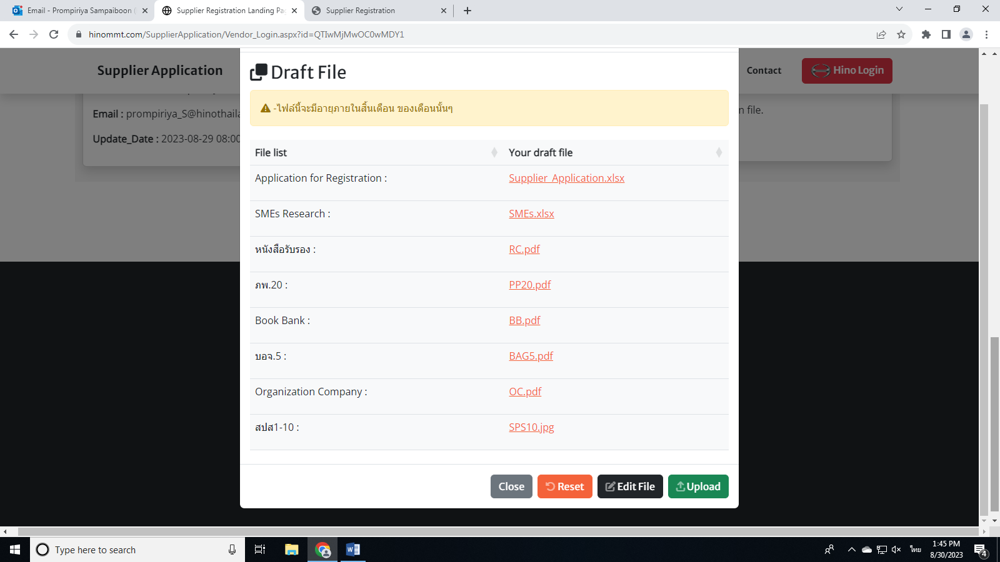 Email - Prompiriya Sampaiboon
Supplier Registration Landing Pa
Supplier Registration
hinommt.com/SupplierApplication/Vendor_Login.aspx?id=QTIwMjMwOC0wMDY1
Supplier Application
Contact
Hino Login
Email : prompiriya_S@hinothaila
n file.
Update_Date : 2023-08-29 08:00
Draft File
-ไฟล์นี้จะมีอายุภายในสิ้นเดือน ของเดือนนั้นๆ
File list
Your draft file
Application for Registration :
Supplier_Application.xlsx
SMEs Research :
SMEs.xlsx
หนังสือรับรอง :
RC.pdf
ภพ.20 :
PP20.pdf
Book Bank :
BB.pdf
บอจ.5 :
BAG5.pdf
Organization Company :
OC.pdf
สปส1-10 :
SPS10.jpg
Close
Reset
Edit File
Upload
Type here to search
ไทย
1:45 PM
8/30/2023
4